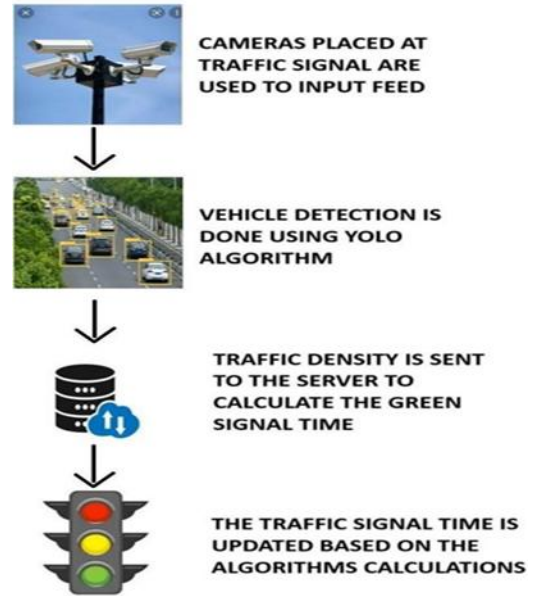 CAMERAS PLACED AT
TRAFFIC SIGNAL ARE
USED TO INPUT FEED
VEHICLE DETECTION IS
DONE USING YOLO
ALGORITHM
TRAFFIC DENSITY IS SENT
TO THE SERVER TO
CALCULATE THE GREEN
SIGNAL TIME
THE TRAFFIC SIGNAL TIME IS
UPDATED BASED ON THE
ALGORITHMS CALCULATIONS